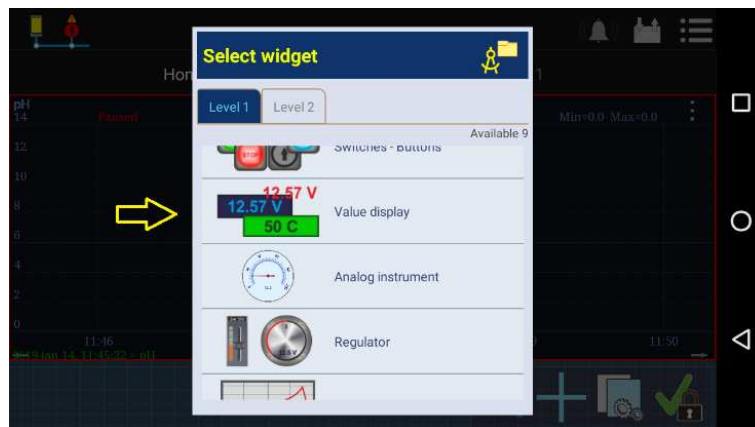 Select widget
Hon
1
Level 1 Level 2
Available 9
pH
14
Paused
Min=0.0 Max=0.0
12
Switches - Buttons
10
12.57 V
8
12.57 V
Value display
50 C
6
4
Analog instrument
2
0
Regulator
11:46
9
11:50